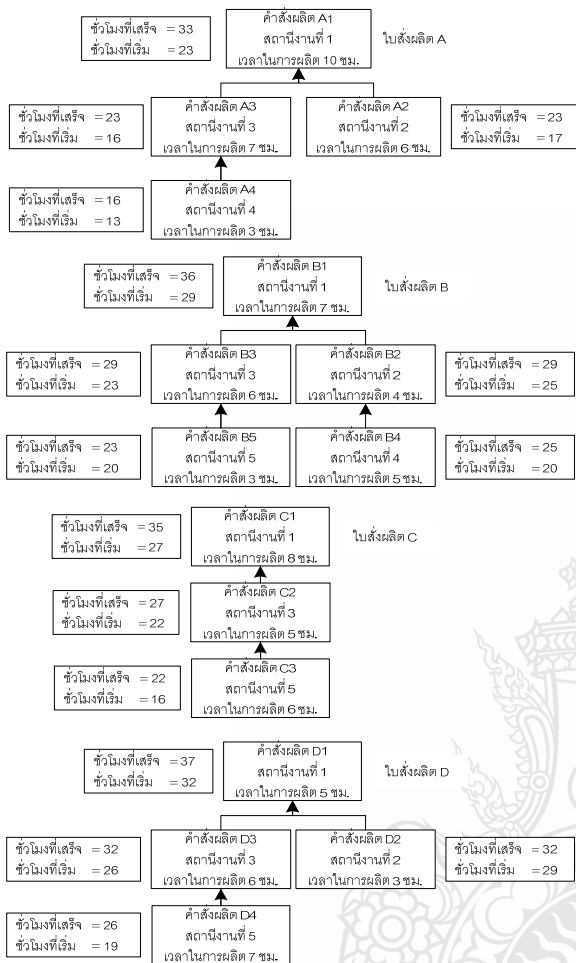 ชั่วโมงที่เสร็จ = 33
ชั่วโมงที่เริ่ม = 23
คำสั่งผลิต A1
สถานีงานที่ 1
เวลาในการผลิต 10 ชม.
ใบสั่งผลิต A
ชั่วโมงที่เสร็จ = 23
ชั่วโมงที่เริ่ม = 16
คำสั่งผลิต A3
สถานีงานที่ 3
เวลาในการผลิต 7 ชม.
คำสั่งผลิต A2
สถานีงานที่ 2
เวลาในการผลิต 6 ชม.
ชั่วโมงที่เสร็จ = 23
ชั่วโมงที่เริ่ม = 17
ชั่วโมงที่เสร็จ = 16
ชั่วโมงที่เริ่ม = 13
คำสั่งผลิต A4
สถานีงานที่ 4
เวลาในการผลิต 3 ชม.
ชั่วโมงที่เสร็จ = 36
ชั่วโมงที่เริ่ม = 29
คำสั่งผลิต B1
สถานีงานที่ 1
เวลาในการผลิต 7 ชม.
ใบสั่งผลิต B
ชั่วโมงที่เสร็จ = 29
ชั่วโมงที่เริ่ม = 23
คำสั่งผลิต B3
สถานีงานที่ 3
เวลาในการผลิต 6 ชม.
คำสั่งผลิต B2
สถานีงานที่ 2
เวลาในการผลิต 4 ชม.
ชั่วโมงที่เสร็จ = 29
ชั่วโมงที่เริ่ม = 25
ชั่วโมงที่เสร็จ = 23
ชั่วโมงที่เริ่ม = 20
คำสั่งผลิต B5
สถานีงานที่ 5
เวลาในการผลิต 3 ชม.
คำสั่งผลิต B4
สถานีงานที่ 4
เวลาในการผลิต 5 ชม.
ชั่วโมงที่เสร็จ = 25
ชั่วโมงที่เริ่ม = 20
ชั่วโมงที่เสร็จ = 35
ชั่วโมงที่เริ่ม = 27
คำสั่งผลิต C1
สถานีงานที่ 1
เวลาในการผลิต 8 ชม.
ใบสั่งผลิต C
ชั่วโมงที่เสร็จ = 27
ชั่วโมงที่เริ่ม = 22
คำสั่งผลิต C2
สถานีงานที่ 3
เวลาในการผลิต 5 ชม.
ชั่วโมงที่เสร็จ = 22
ชั่วโมงที่เริ่ม = 16
คำสั่งผลิต C3
สถานีงานที่ 5
เวลาในการผลิต 6 ชม.
ชั่วโมงที่เสร็จ = 37
ชั่วโมงที่เริ่ม = 32
คำสั่งผลิต D1
สถานีงานที่ 1
เวลาในการผลิต 5 ชม.
ใบสั่งผลิต D
ชั่วโมงที่เสร็จ = 32
ชั่วโมงที่เริ่ม = 26
คำสั่งผลิต D3
สถานีงานที่ 3
เวลาในการผลิต 6 ชม.
คำสั่งผลิต D2
สถานีงานที่ 2
เวลาในการผลิต 3 ชม.
ชั่วโมงที่เสร็จ = 32
ชั่วโมงที่เริ่ม = 29
ชั่วโมงที่เสร็จ = 26
ชั่วโมงที่เริ่ม = 19
คำสั่งผลิต D4
สถานีงานที่ 5
เวลาในการผลิต 7 ชม.